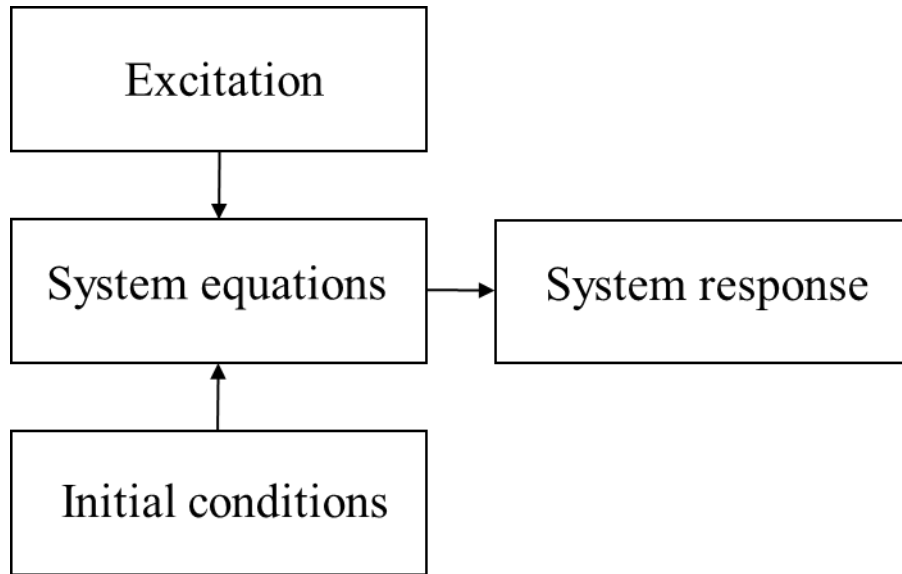 Excitation
System equations
System response
Initial conditions